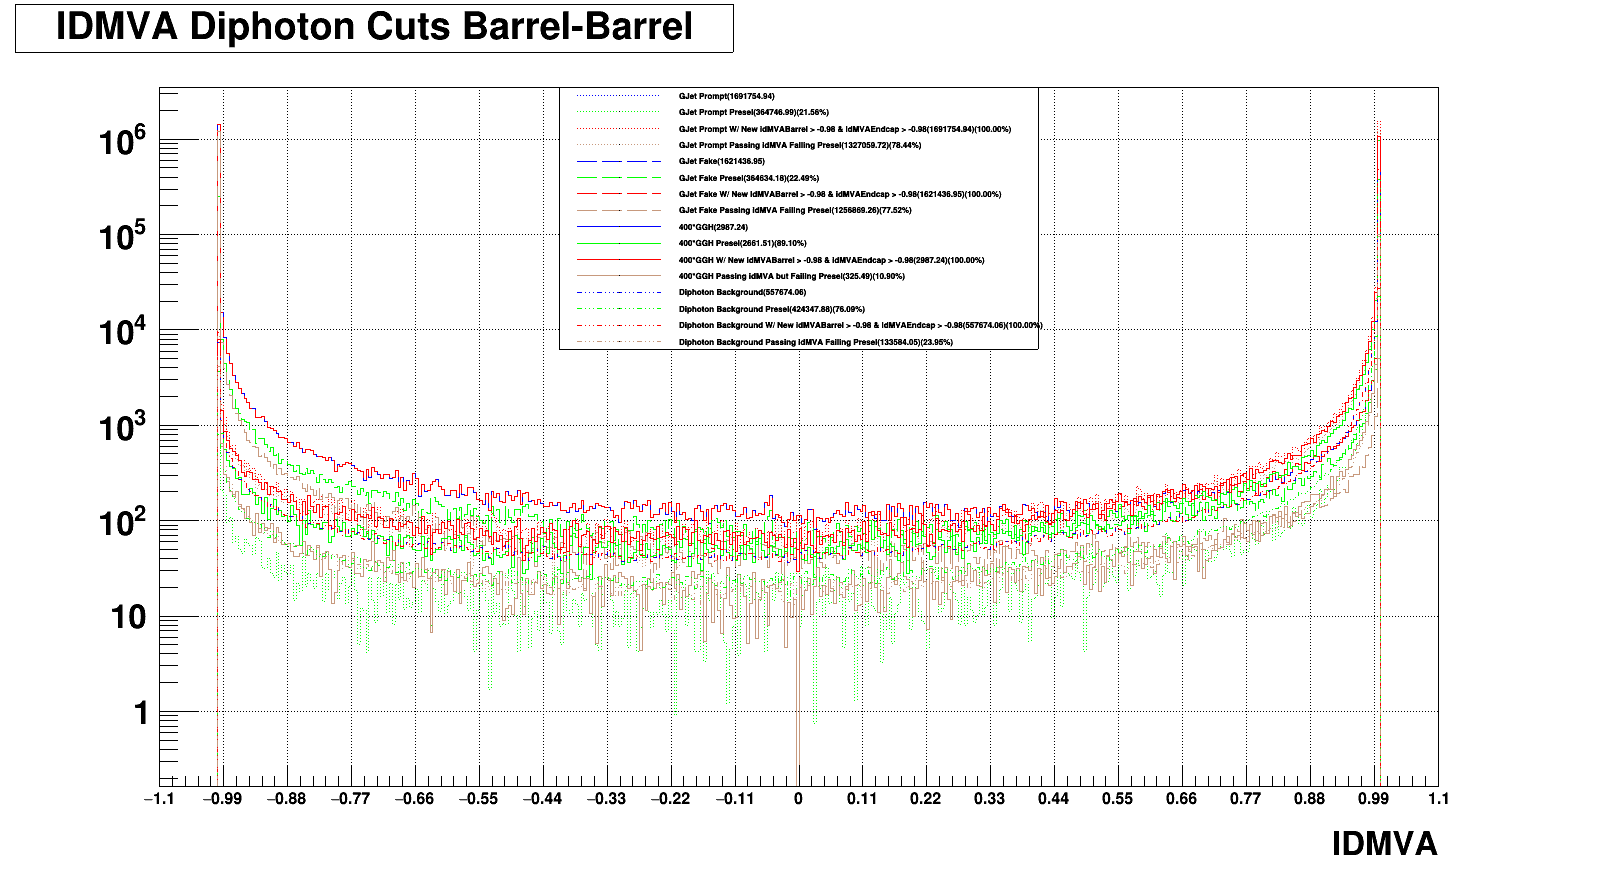 IDMVA Diphoton Cuts Barrel-Barrel
GJet Prompt(1691754.94)
GJet Prompt Presel(364746.99)(21.56%)
GJet Prompt W/ New IdMVABarrel > -0.98 & IdMVAEndcap > -0.98(1691754.94)(100.00%)
GJet Prompt Passing IdMVA Failing Presel(1327059.72)(78.44%)
GJet Fake(1621436.95)
GJet Fake Presel(364634.18)(22.49%)
GJet Fake W/ New IdMVABarrel > -0.98 & IdMVAEndcap > -0.98(1621436.95)(100.00%)
GJet Fake Passing IdMVA Failing Presel(1256869.26)(77.52%)
400*GGH(2987.24)
400*GGH Presel(2661.51)(89.10%)
400*GGH W/ New IdMVABarrel > -0.98 & IdMVAEndcap > -0.98(2987.24)(100.00%)
400*GGH Passing IdMVA but Failing Presel(325.49)(10.90%)
Diphoton Background(557674.06)
Diphoton Background Presel(424347.88)(76.09%)
Diphoton Background W/ New IdMVABarrel > -0.98 & IdMVAEndcap > -0.98(557674.06)(100.00%)
Diphoton Background Passing IdMVA Failing Presel(133584.05)(23.95%)
10⁶
10⁵
10⁴
10³
10²
10
1
−1.1 −0.99 −0.88 −0.77 −0.66 −0.55 −0.44 −0.33 −0.22 −0.11 0 0.11 0.22 0.33 0.44 0.55 0.66 0.77 0.88 0.99 1.1
IDMVA